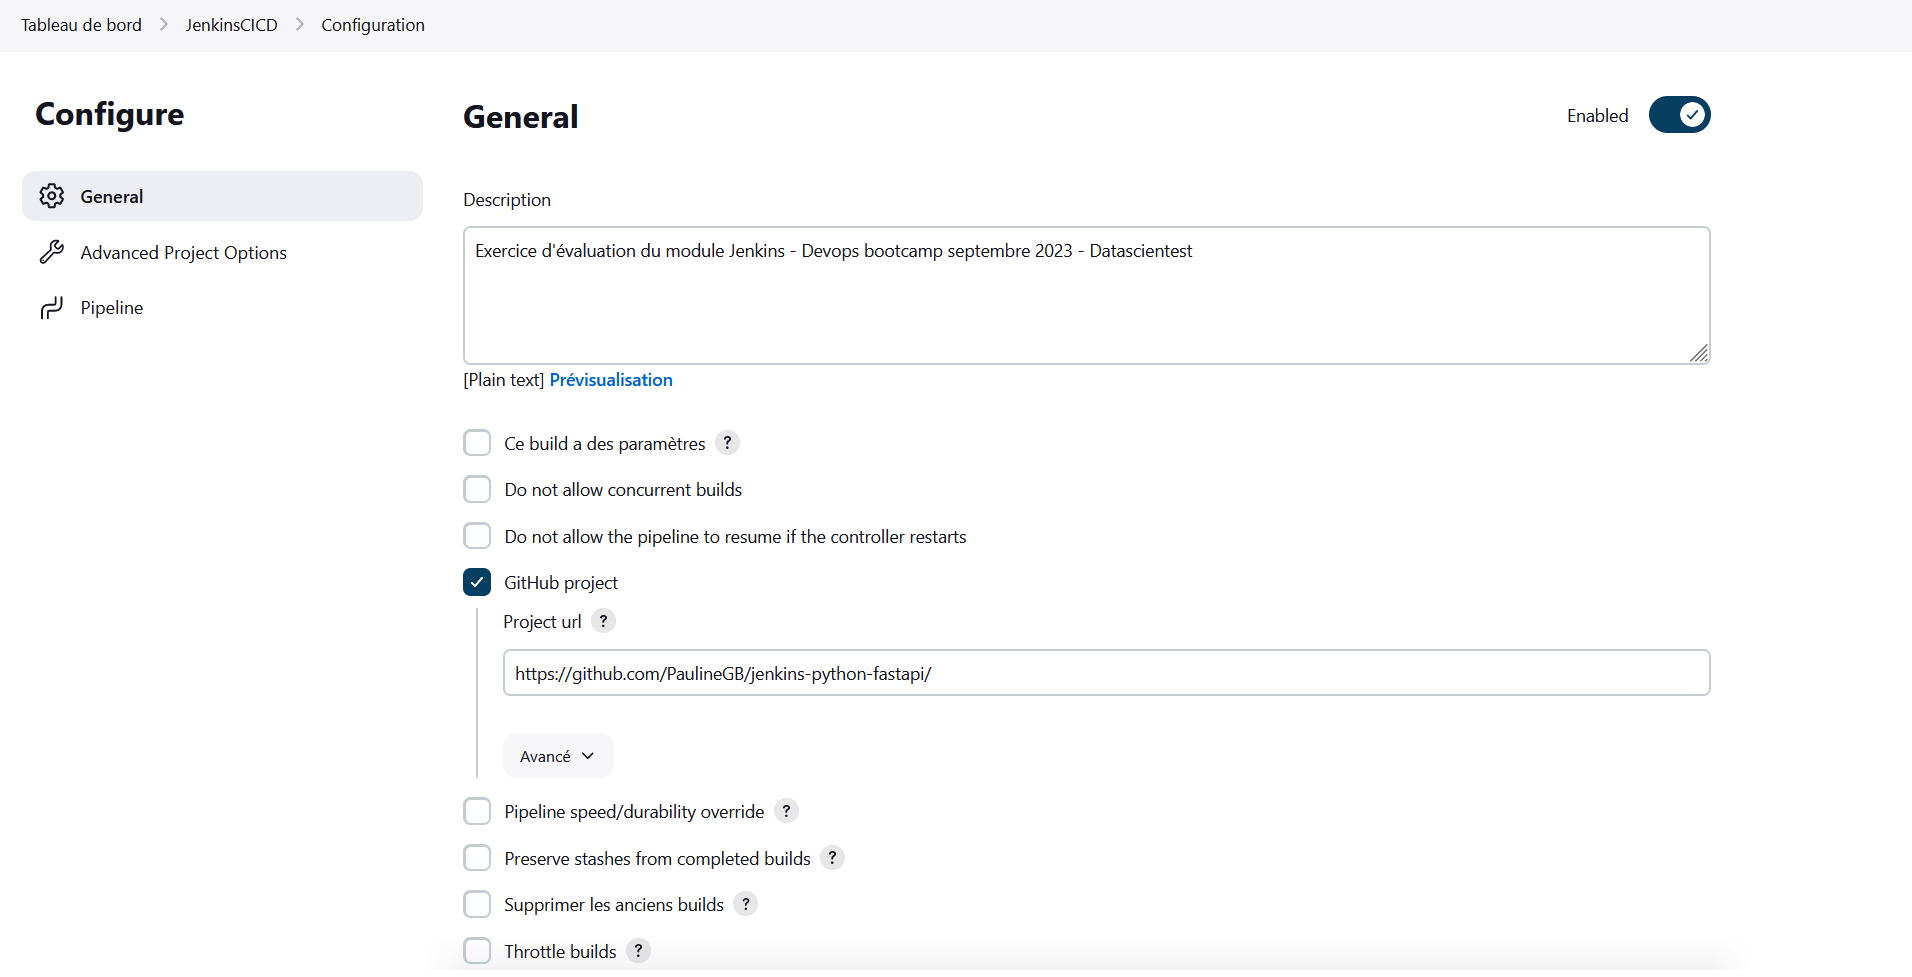 Tableau de bord > JenkinsCICD > Configuration
Configure
General
Advanced Project Options
Pipeline
General
Enabled
Description
Exercice d'évaluation du module Jenkins - Devops bootcamp septembre 2023 - Datascientest
[Plain text] Prévisualisation
Ce build a des paramètres ?
Do not allow concurrent builds
Do not allow the pipeline to resume if the controller restarts
GitHub project
Project url ?
https://github.com/PaulineGB/jenkins-python-fastapi/
Avancé
Pipeline speed/durability override ?
Preserve stashes from completed builds ?
Supprimer les anciens builds ?
Throttle builds ?